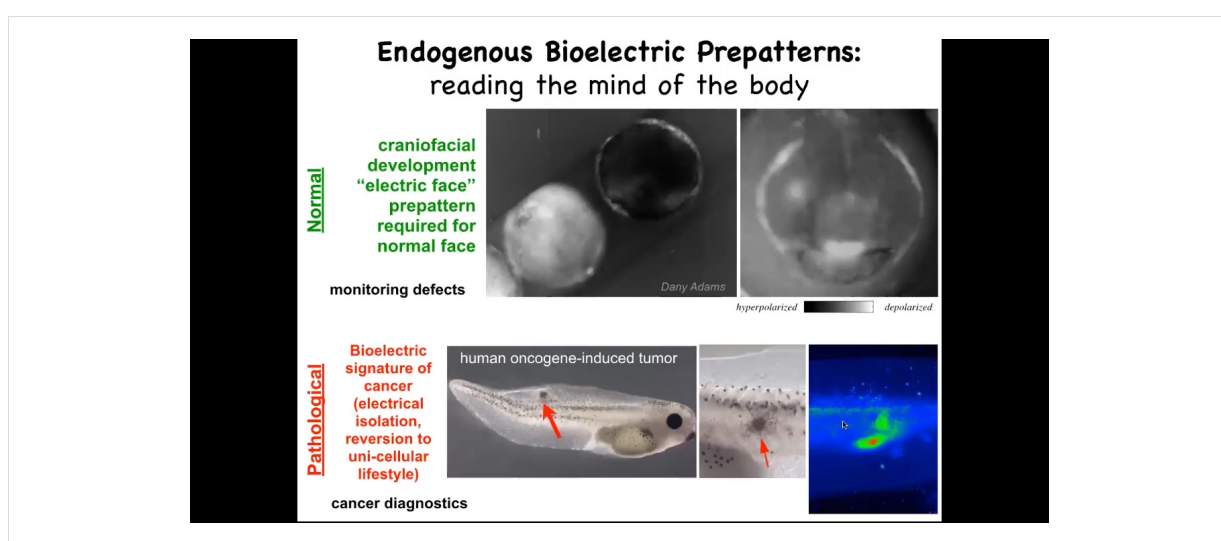 Endogenous Bioelectric Prepatterns:
reading the mind of the body
Normal
craniofacial
development
“electric face”
prepattern
required for
normal face
monitoring defects
Dany Adams
hyperpolarized
depolarized
Pathological
Bioelectric
signature of
cancer
(electrical
isolation,
reversion to
uni-cellular
lifestyle)
cancer diagnostics
human oncogene-induced tumor